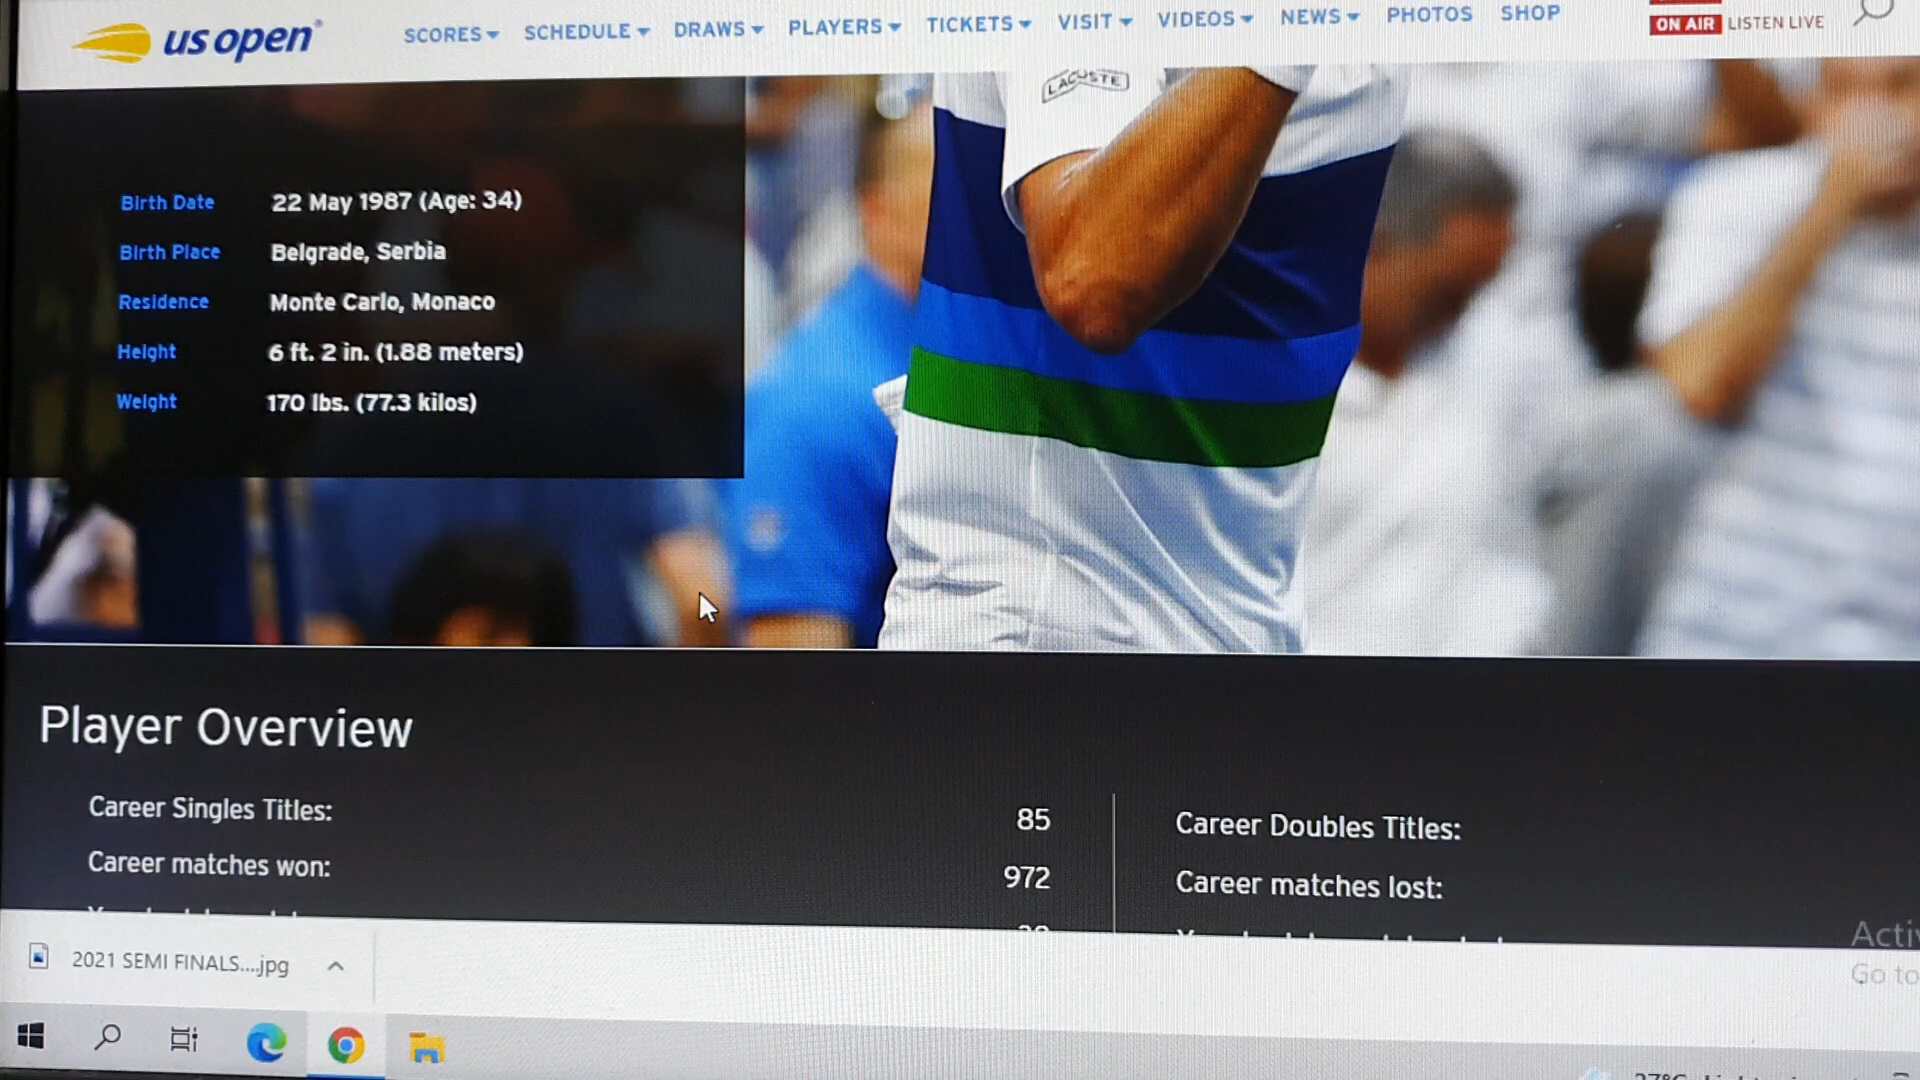 us open
SCORES SCHEDULE DRAWS PLAYERS TICKETS VISIT VIDEOS NEWS PHOTOS SHOP
ON AIR LISTEN LIVE
LACOSTE
Birth Date 22 May 1987 (Age: 34)
Birth Place Belgrade, Serbia
Residence Monte Carlo, Monaco
Height 6 ft. 2 in. (1.88 meters)
Weight 170 lbs. (77.3 kilos)
Player Overview
Career Singles Titles: 85 Career Doubles Titles:
Career matches won: 972 Career matches lost:
2021 SEMI FINALS....jpg
Go to